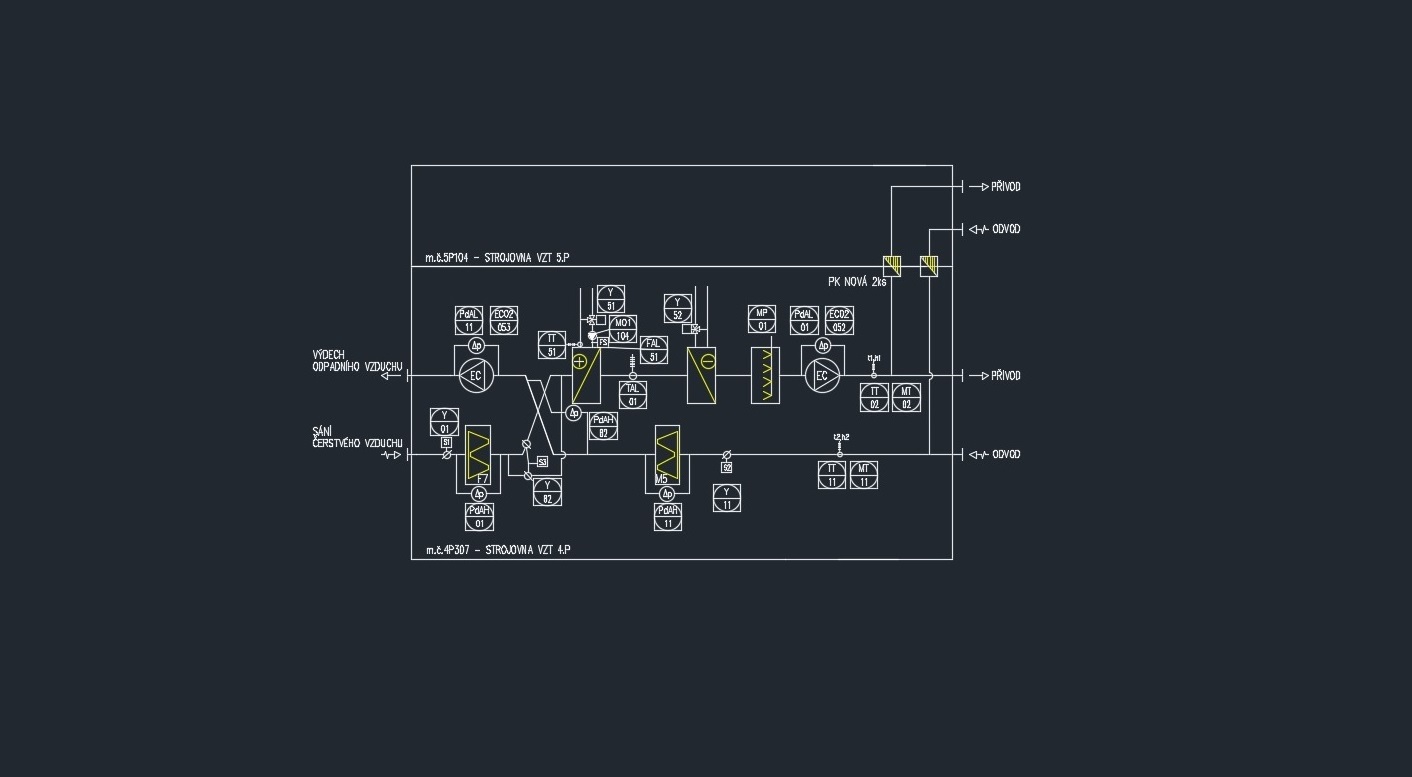 PŘÍVOD
ODVOD
m.č.5P104 - STROJOVNA VZT 5.P
PK NOVÁ 2ks
Y
51
Y
52
PdAL
11
ECO2
053
MO1
104
MP
01
PdAL
01
ECO2
052
TT
51
FS
FAL
51
Δp
Δp
VÝDECH
ODPADNÍHO VZDUCHU
EC
EC
t1,h1
PŘÍVOD
TAL
01
TT
02
MT
02
Δp
PdAH
82
Y
01
SÁNÍ
ČERSTVÉHO VZDUCHU
S1
t2,h2
ODVOD
S3
S2
F7
M5
TT
11
MT
11
Y
82
Δp
Δp
Y
11
PdAH
01
PdAH
11
m.č.4P307 - STROJOVNA VZT 4.P